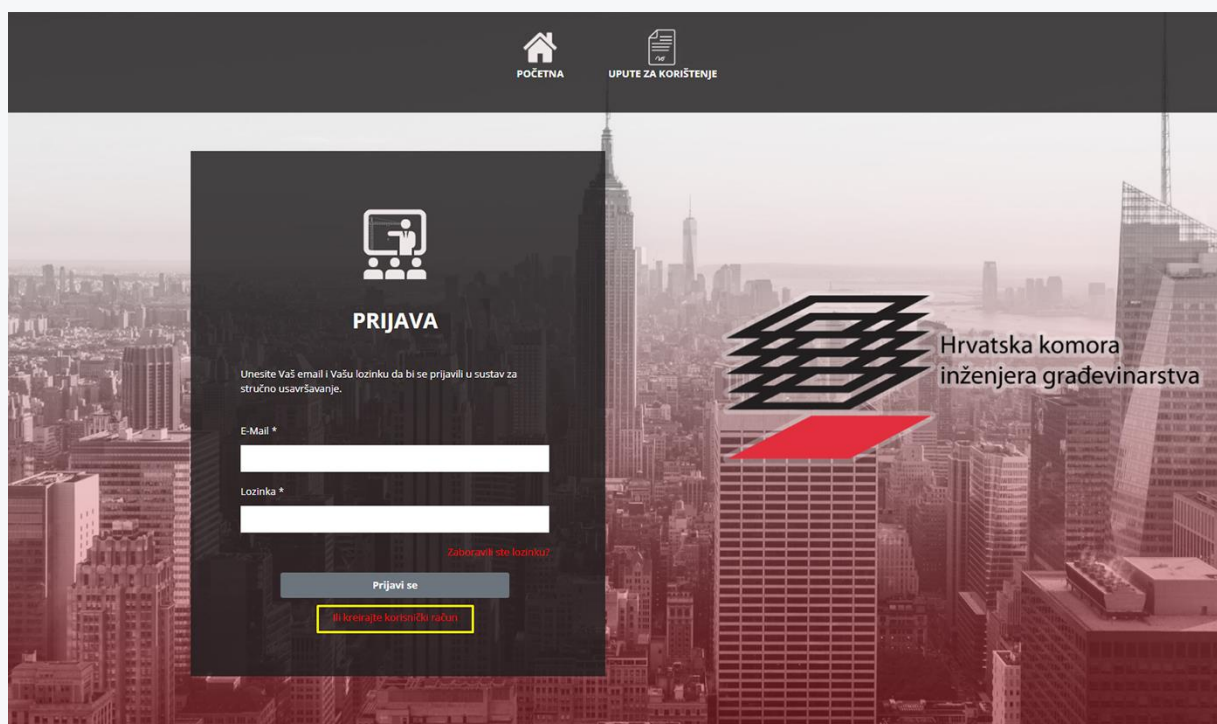 POČETNA
UPUTE ZA KORIŠTENJE
PRIJAVA
Unesite Vaš email i Vašu lozinku da bi se prijavili u sustav za
stručno usavršavanje.
E-Mail *
Lozinka *
Zaboravili ste lozinku?
Prijavi se
Ili kreirajte korisnički račun
Hrvatska komora
inženjera građevinarstva